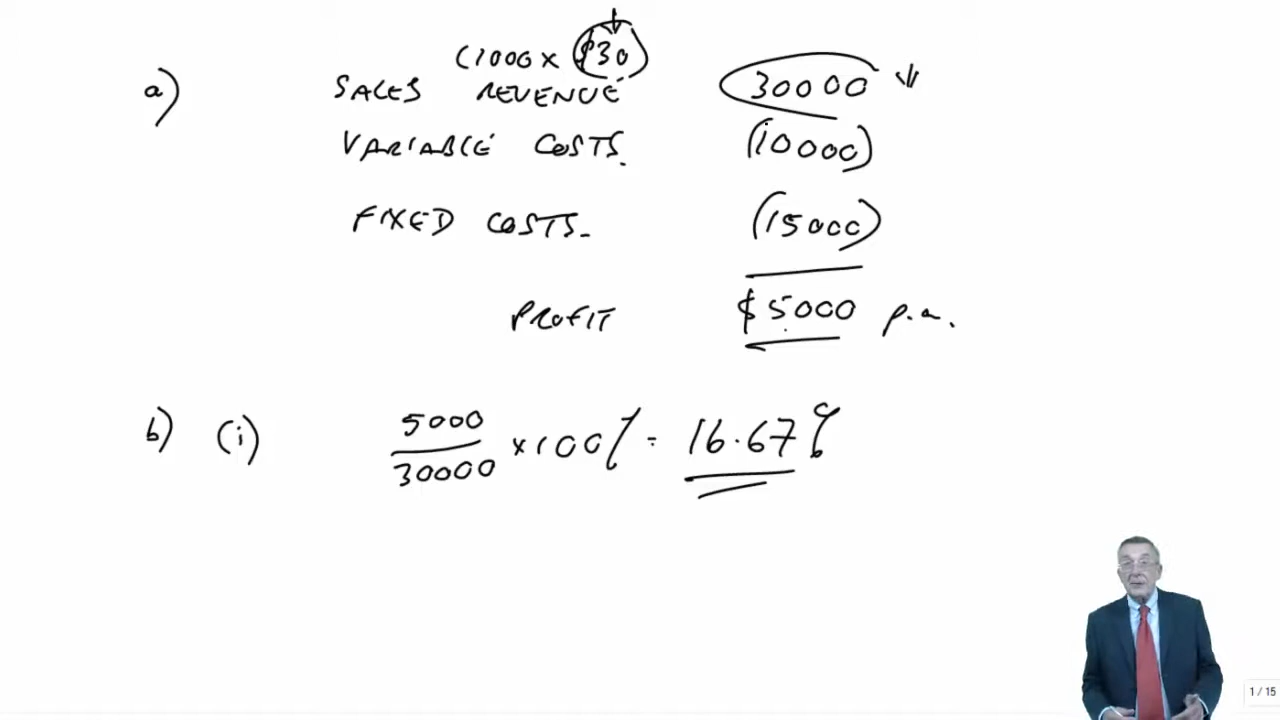 (1000 x $30)
a) SALES REVENUE 30000
VARIABLE COSTS. (10000)
FIXED COSTS. (15000)
PROFIT $5000 p.a.
b) (i) 5000/30000 x100% = 16.67%
1 / 15